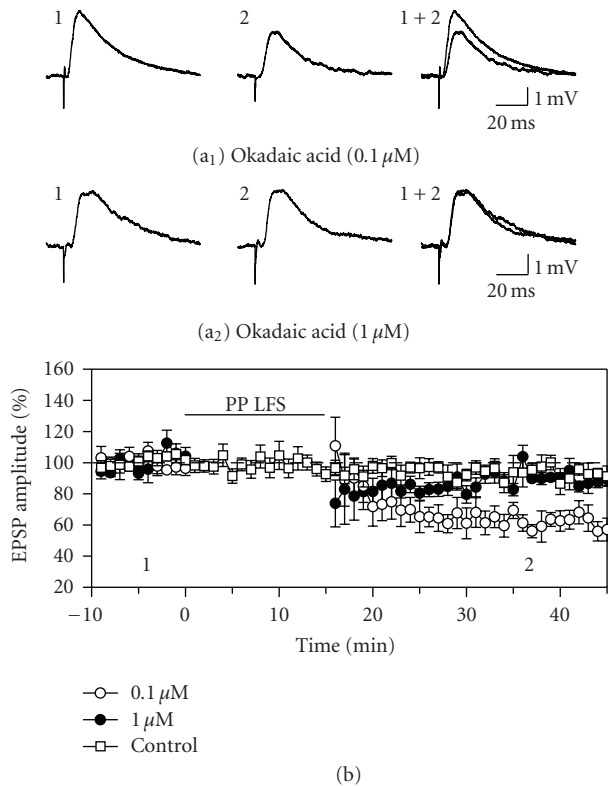 1 2 1 + 2
1 mV
20 ms
(a1) Okadaic acid (0.1 μM)
1 2 1 + 2
1 mV
20 ms
(a2) Okadaic acid (1 μM)
160
140
120
100
80
60
40
20
EPSP amplitude (%)
PP LFS
1 2
−10 0 10 20 30 40
Time (min)
0.1 μM
1 μM
Control
(b)